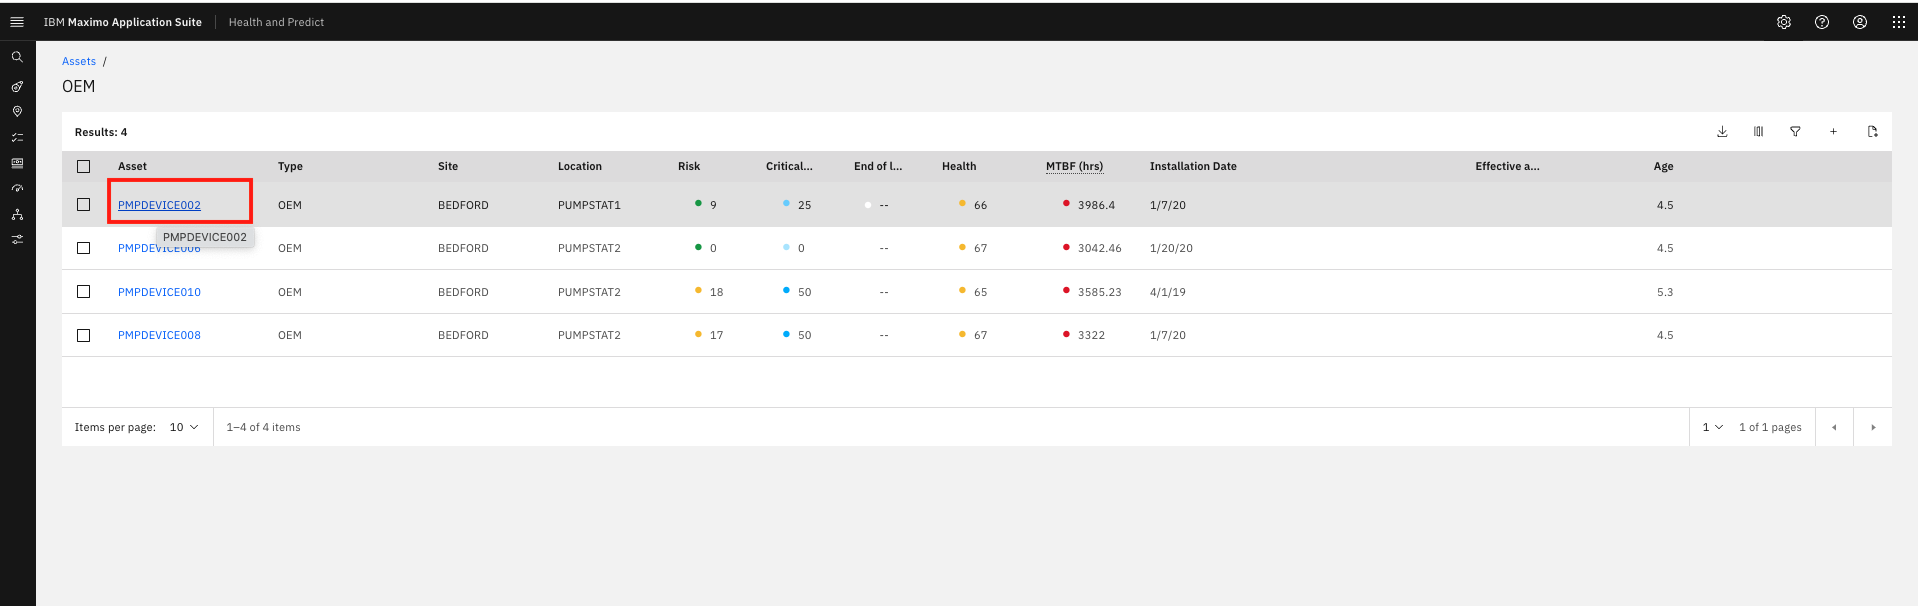 IBM Maximo Application Suite Health and Predict
Assets /
OEM
Results: 4
Asset Type Site Location Risk Critical... End of l... Health MTBF (hrs) Installation Date Effective a... Age
PMPDEVICE002 OEM BEDFORD PUMPSTAT1 9 25 -- 66 3986.4 1/7/20 4.5
PMPDEVICE002
PMPDEVICE006 OEM BEDFORD PUMPSTAT2 0 0 -- 67 3042.46 1/20/20 4.5
PMPDEVICE010 OEM BEDFORD PUMPSTAT2 18 50 -- 65 3585.23 4/1/19 5.3
PMPDEVICE008 OEM BEDFORD PUMPSTAT2 17 50 -- 67 3322 1/7/20 4.5
Items per page: 10 1–4 of 4 items 1 1 of 1 pages